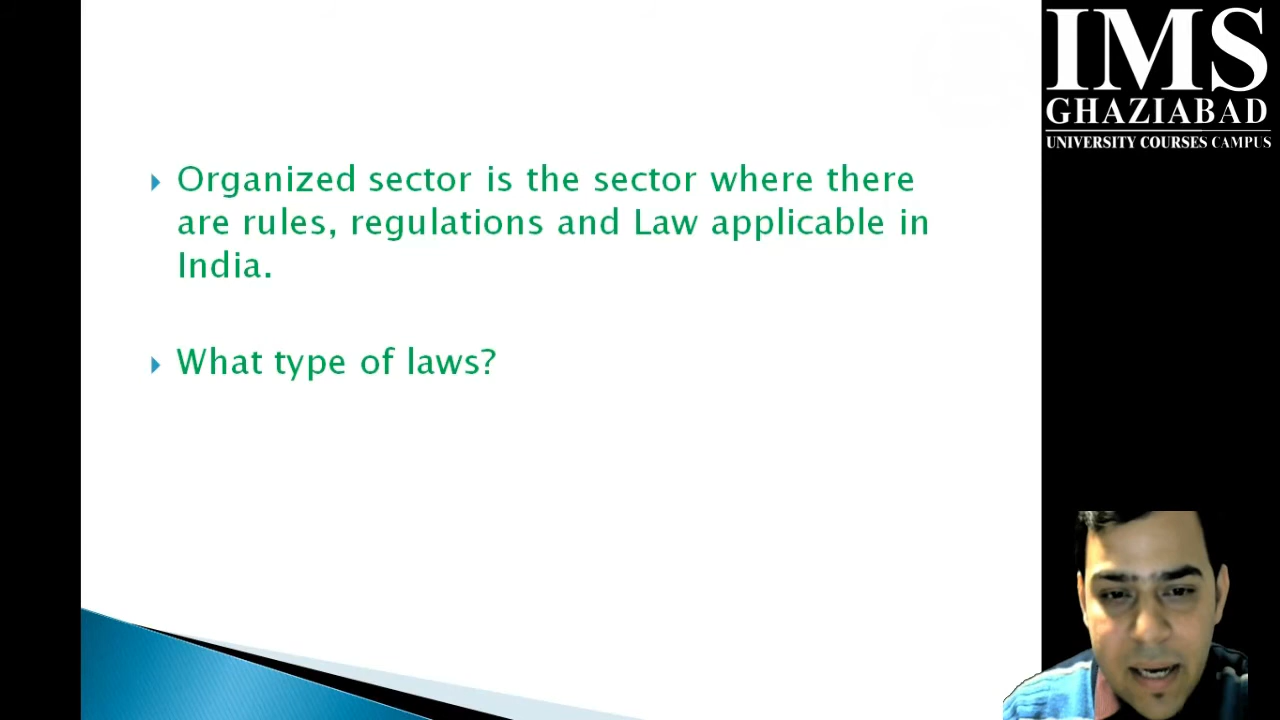 IMS
GHAZIABAD
UNIVERSITY COURSES CAMPUS
Organized sector is the sector where there
are rules, regulations and Law applicable in
India.
What type of laws?